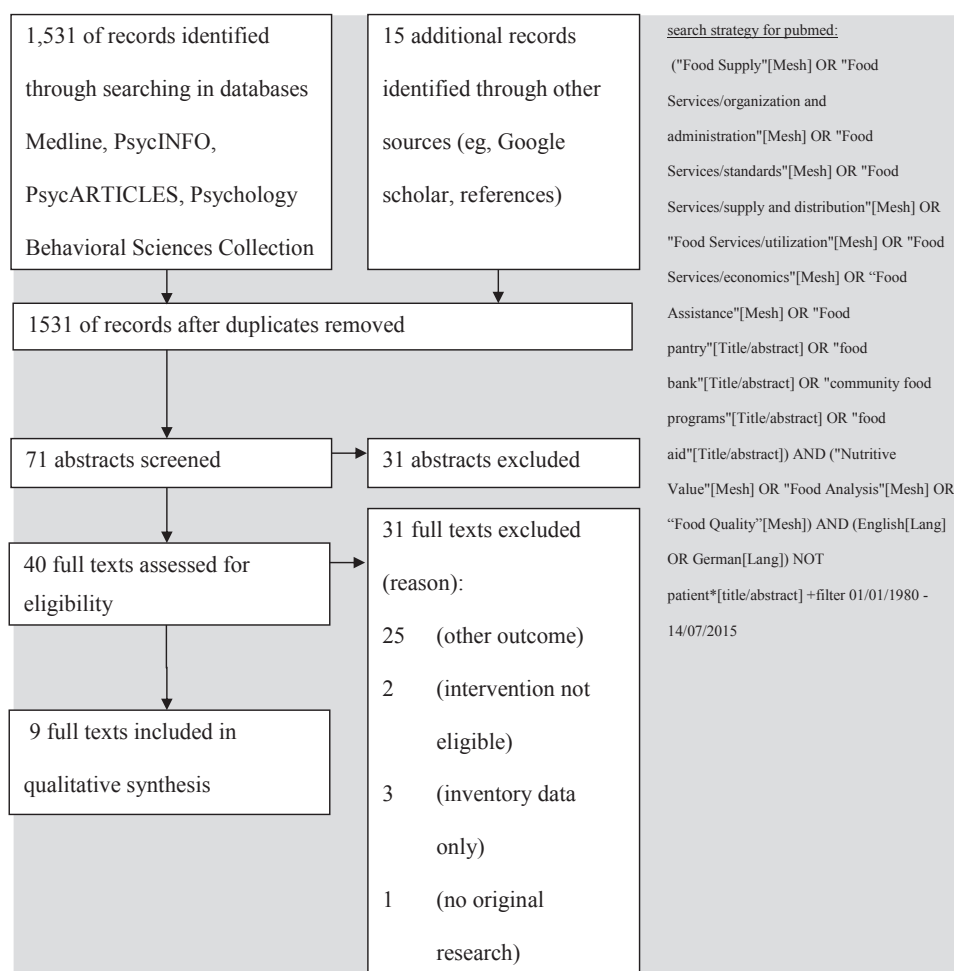 1,531 of records identified
through searching in databases
Medline, PsycINFO,
PsycARTICLES, Psychology
Behavioral Sciences Collection
15 additional records
identified through other
sources (eg, Google
scholar, references)
1531 of records after duplicates removed
71 abstracts screened
31 abstracts excluded
40 full texts assessed for
eligibility
31 full texts excluded
(reason):
25 (other outcome)
2 (intervention not
eligible)
3 (inventory data
only)
1 (no original
research)
9 full texts included in
qualitative synthesis
search strategy for pubmed:
("Food Supply"[Mesh] OR "Food
Services/organization and
administration"[Mesh] OR "Food
Services/standards"[Mesh] OR "Food
Services/supply and distribution"[Mesh] OR
"Food Services/utilization"[Mesh] OR "Food
Services/economics"[Mesh] OR “Food
Assistance"[Mesh] OR "Food
pantry"[Title/abstract] OR "food
bank"[Title/abstract] OR "community food
programs"[Title/abstract] OR "food
aid"[Title/abstract]) AND ("Nutritive
Value"[Mesh] OR "Food Analysis"[Mesh] OR
“Food Quality”[Mesh]) AND (English[Lang]
OR German[Lang]) NOT
patient*[title/abstract] +filter 01/01/1980 -
14/07/2015